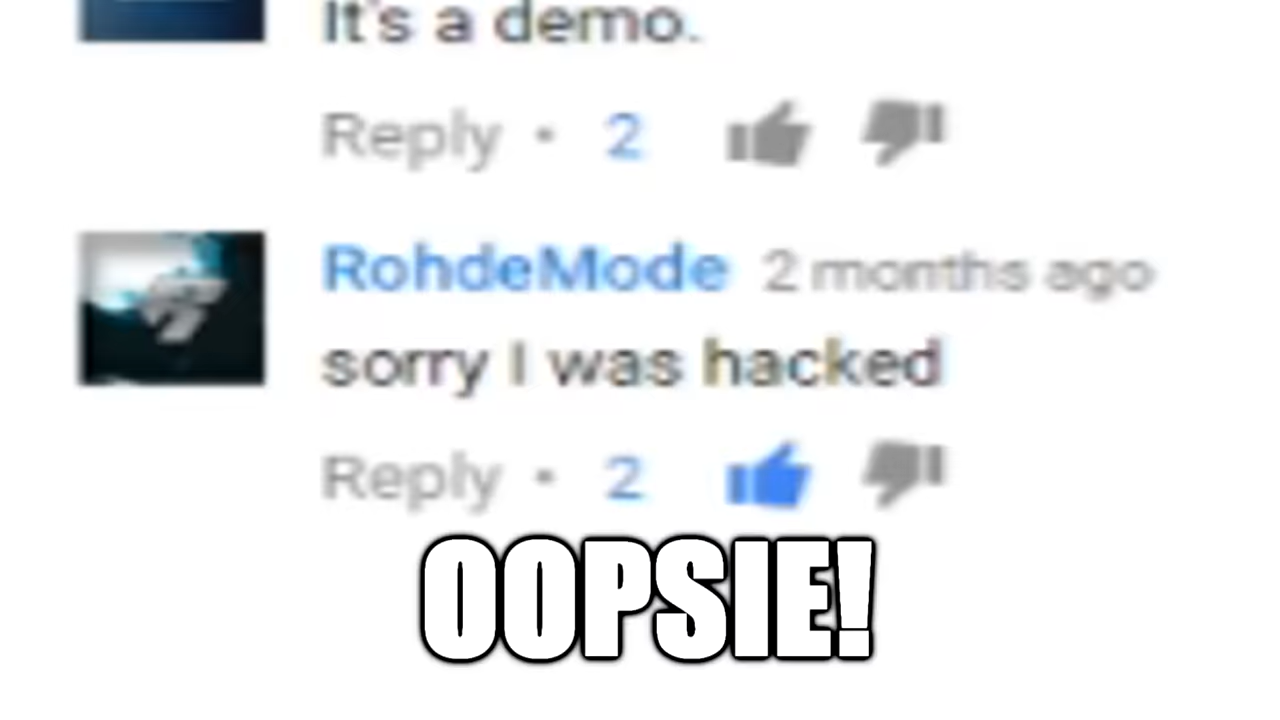 It's a demo.
Reply • 2
RohdeMode 2 months ago
sorry I was hacked
Reply • 2
OOPSIE!